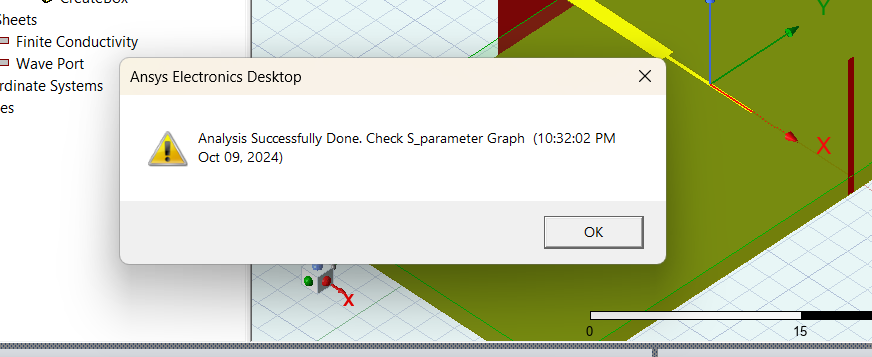 CreateBox
Sheets
Finite Conductivity
Wave Port
rdinate Systems
es
Ansys Electronics Desktop
Analysis Successfully Done. Check S_parameter Graph (10:32:02 PM
Oct 09, 2024)
OK
Y
X
X
0
15